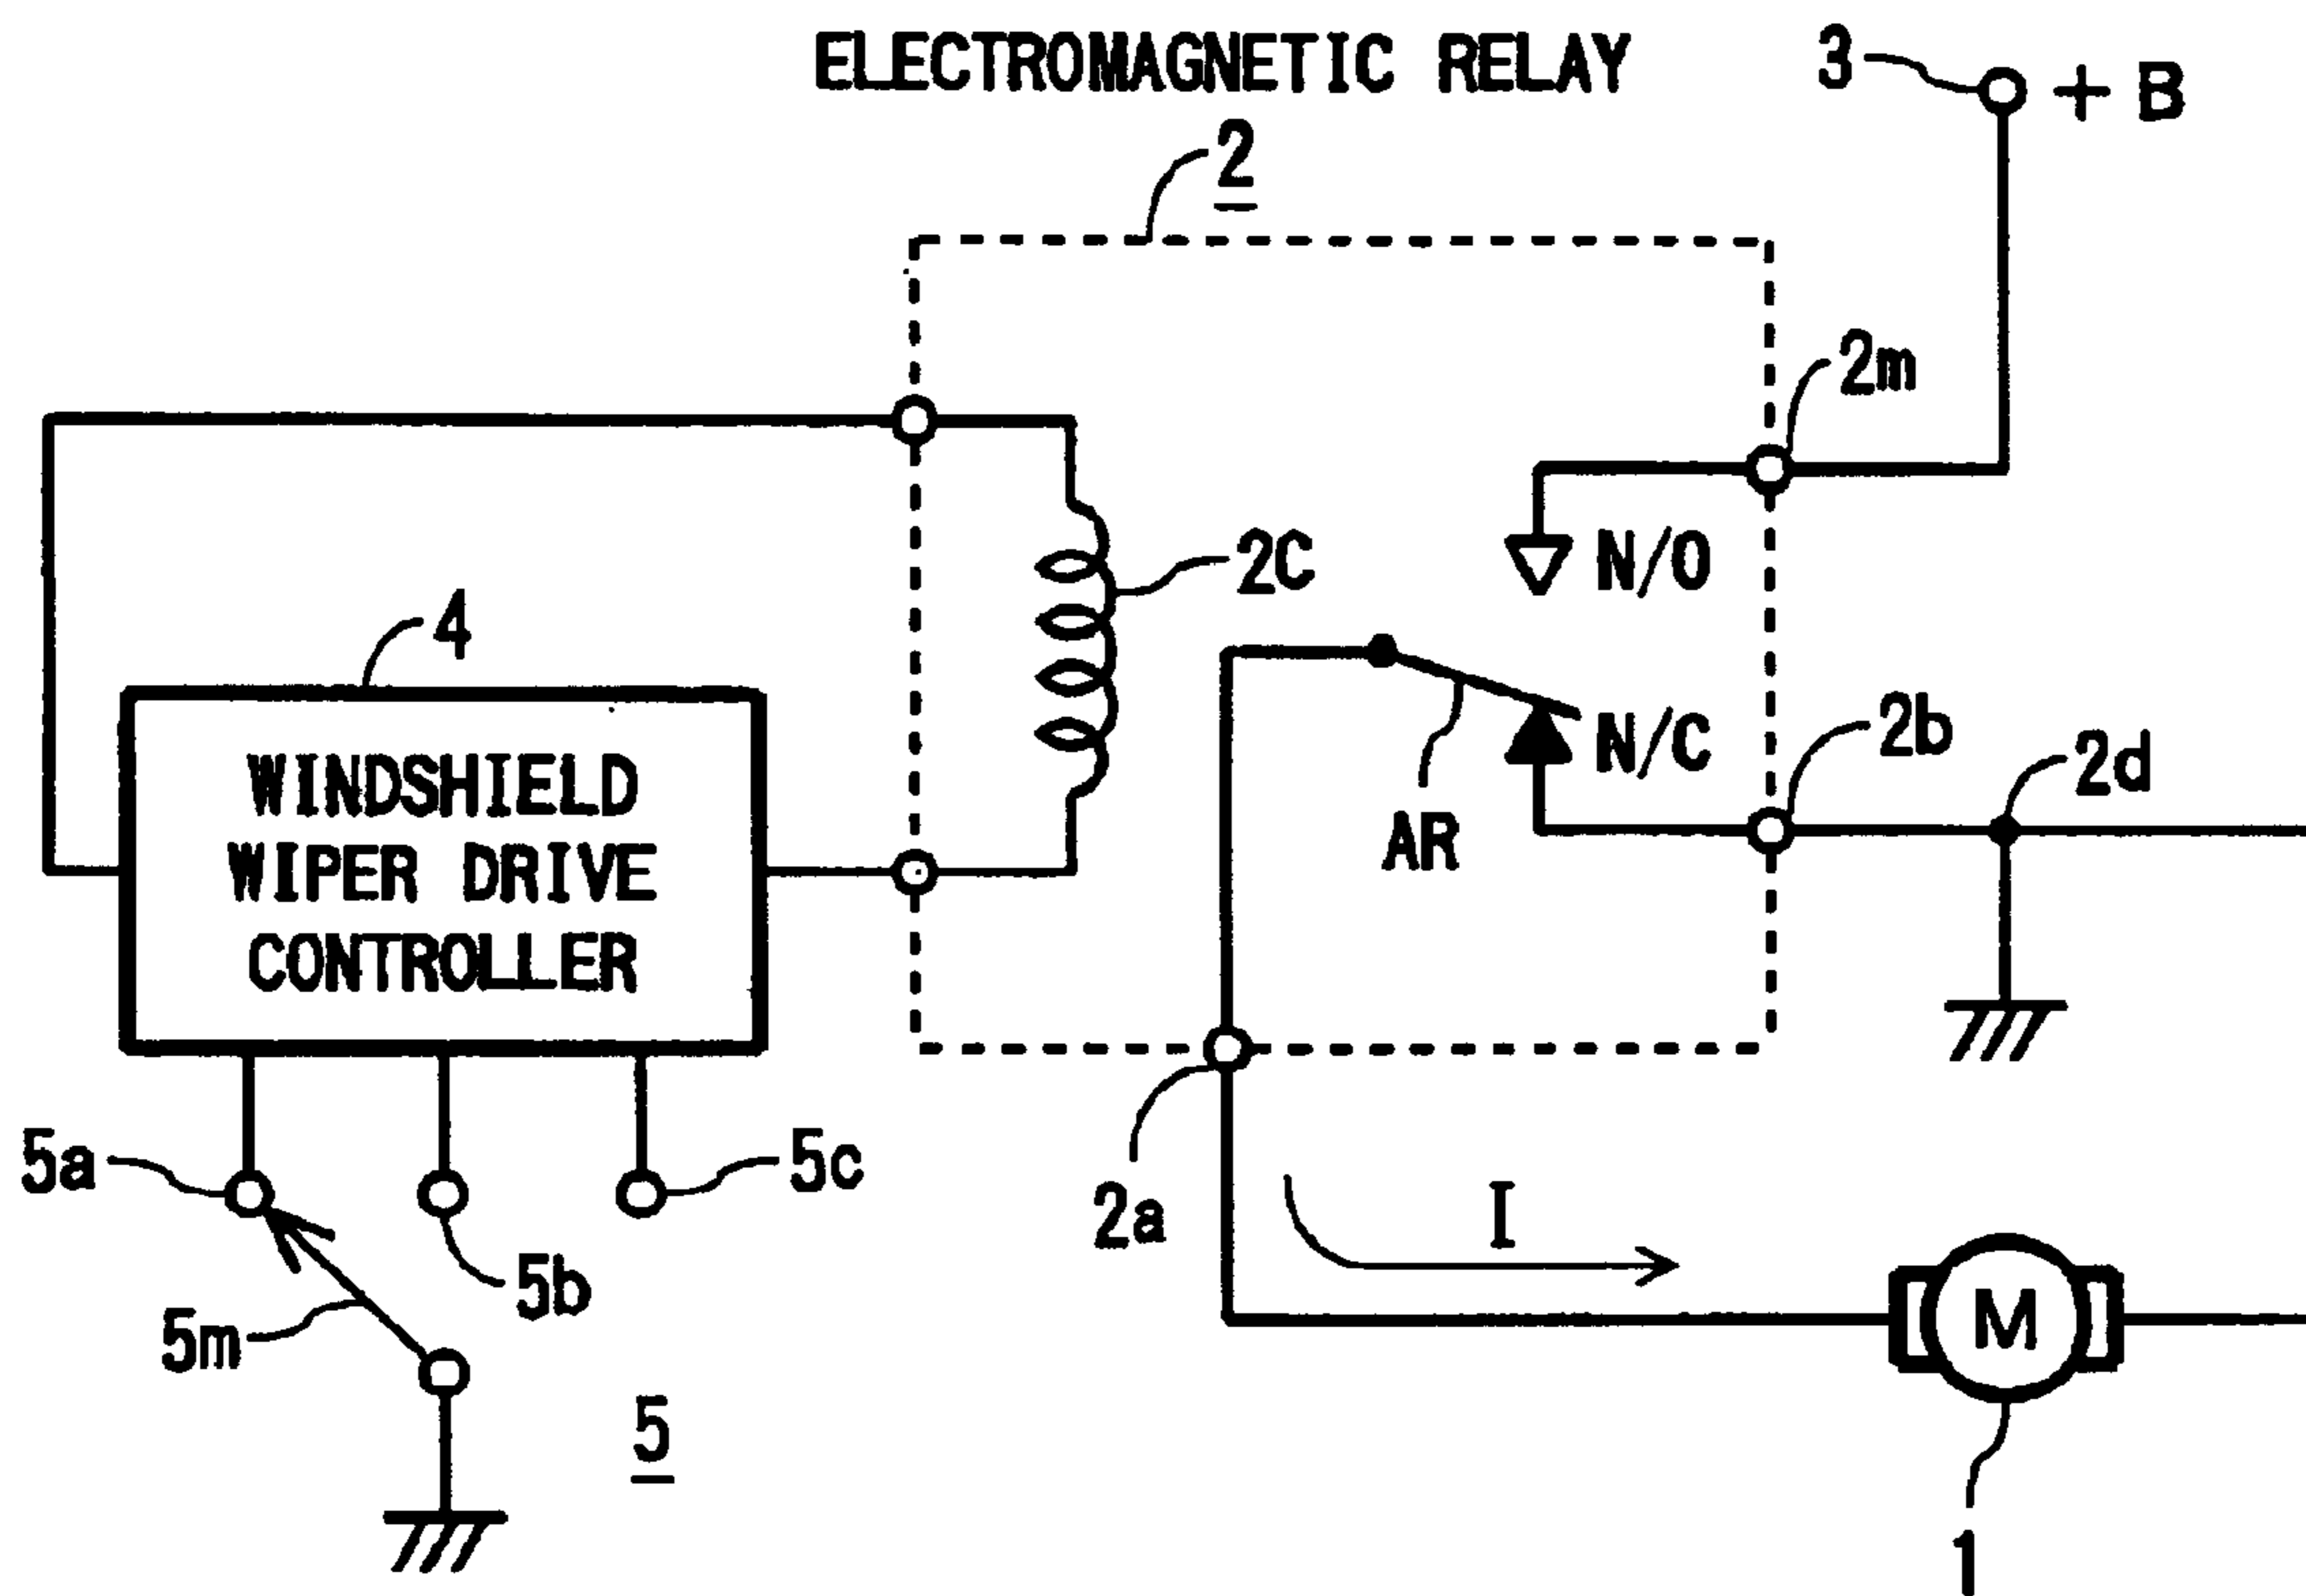 ELECTROMAGNETIC RELAY
3
+ B
2
2m
2C
N/O
4
N/C
2b
2d
AR
WINDSHIELD
WIPER DRIVE
CONTROLLER
5a
5c
2a
I
5b
5m
M
5
1